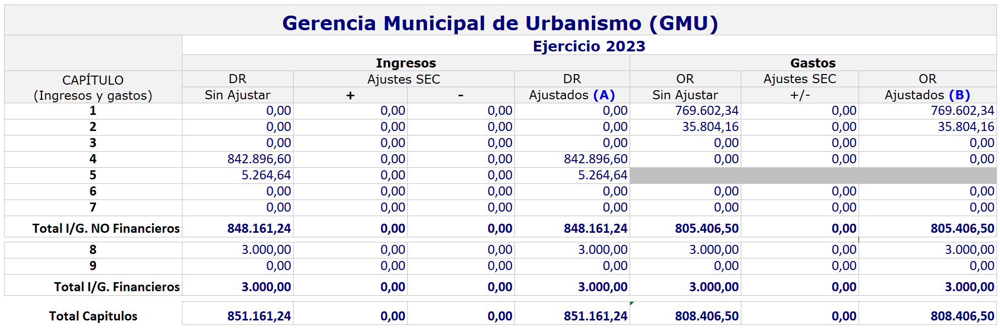 Gerencia Municipal de Urbanismo (GMU)
Ejercicio 2023
Ingresos Gastos
CAPÍTULO DR Ajustes SEC DR OR Ajustes SEC OR
(Ingresos y gastos) Sin Ajustar + - Ajustados (A) Sin Ajustar +/- Ajustados (B)
1 0,00 0,00 0,00 0,00 769.602,34 0,00 769.602,34
2 0,00 0,00 0,00 0,00 35.804,16 0,00 35.804,16
3 0,00 0,00 0,00 0,00 0,00 0,00 0,00
4 842.896,60 0,00 0,00 842.896,60 0,00 0,00 0,00
5 5.264,64 0,00 0,00 5.264,64
6 0,00 0,00 0,00 0,00 0,00 0,00 0,00
7 0,00 0,00 0,00 0,00 0,00 0,00 0,00
Total I/G. NO Financieros 848.161,24 0,00 0,00 848.161,24 805.406,50 0,00 805.406,50
8 3.000,00 0,00 0,00 3.000,00 3.000,00 0,00 3.000,00
9 0,00 0,00 0,00 0,00 0,00 0,00 0,00
Total I/G. Financieros 3.000,00 0,00 0,00 3.000,00 3.000,00 0,00 3.000,00
Total Capitulos 851.161,24 0,00 0,00 851.161,24 808.406,50 0,00 808.406,50